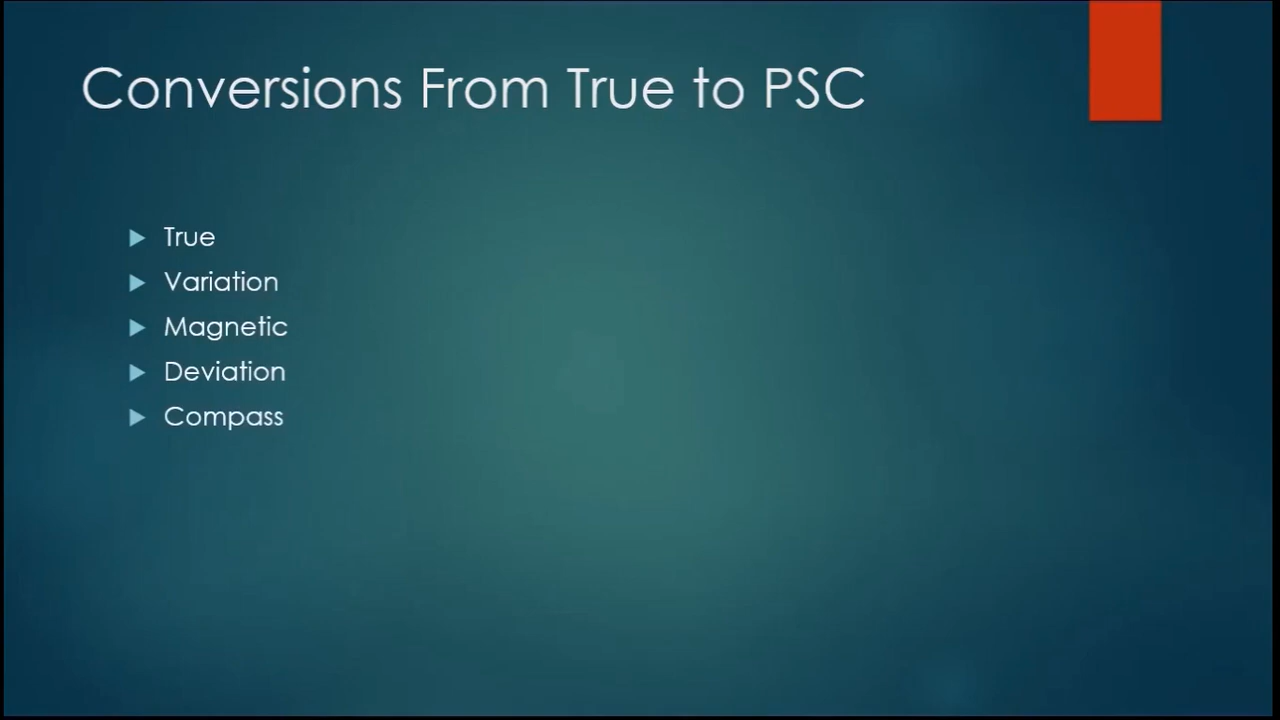 Conversions From True to PSC
True
Variation
Magnetic
Deviation
Compass